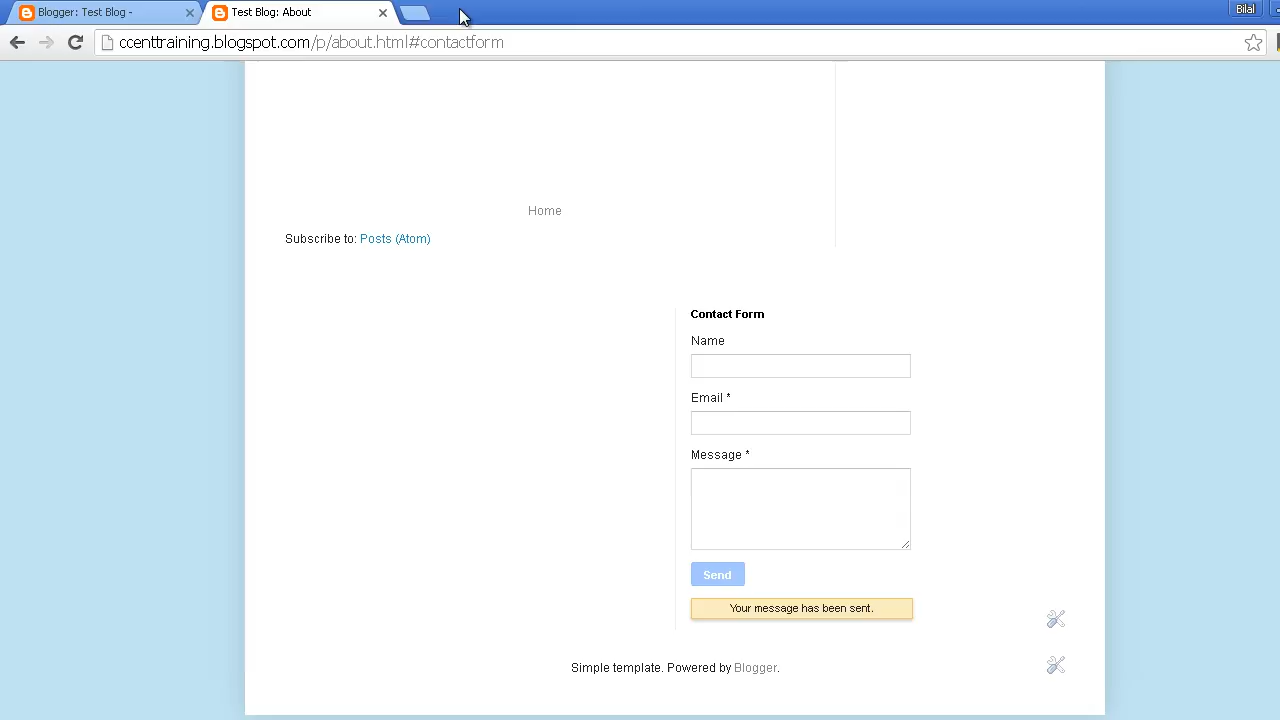 Blogger: Test Blog -
Test Blog: About
Bilal
ccenttraining.blogspot.com/p/about.html#contactform
Home
Subscribe to: Posts (Atom)
Contact Form
Name
Email *
Message *
Send
Your message has been sent.
Simple template. Powered by Blogger.